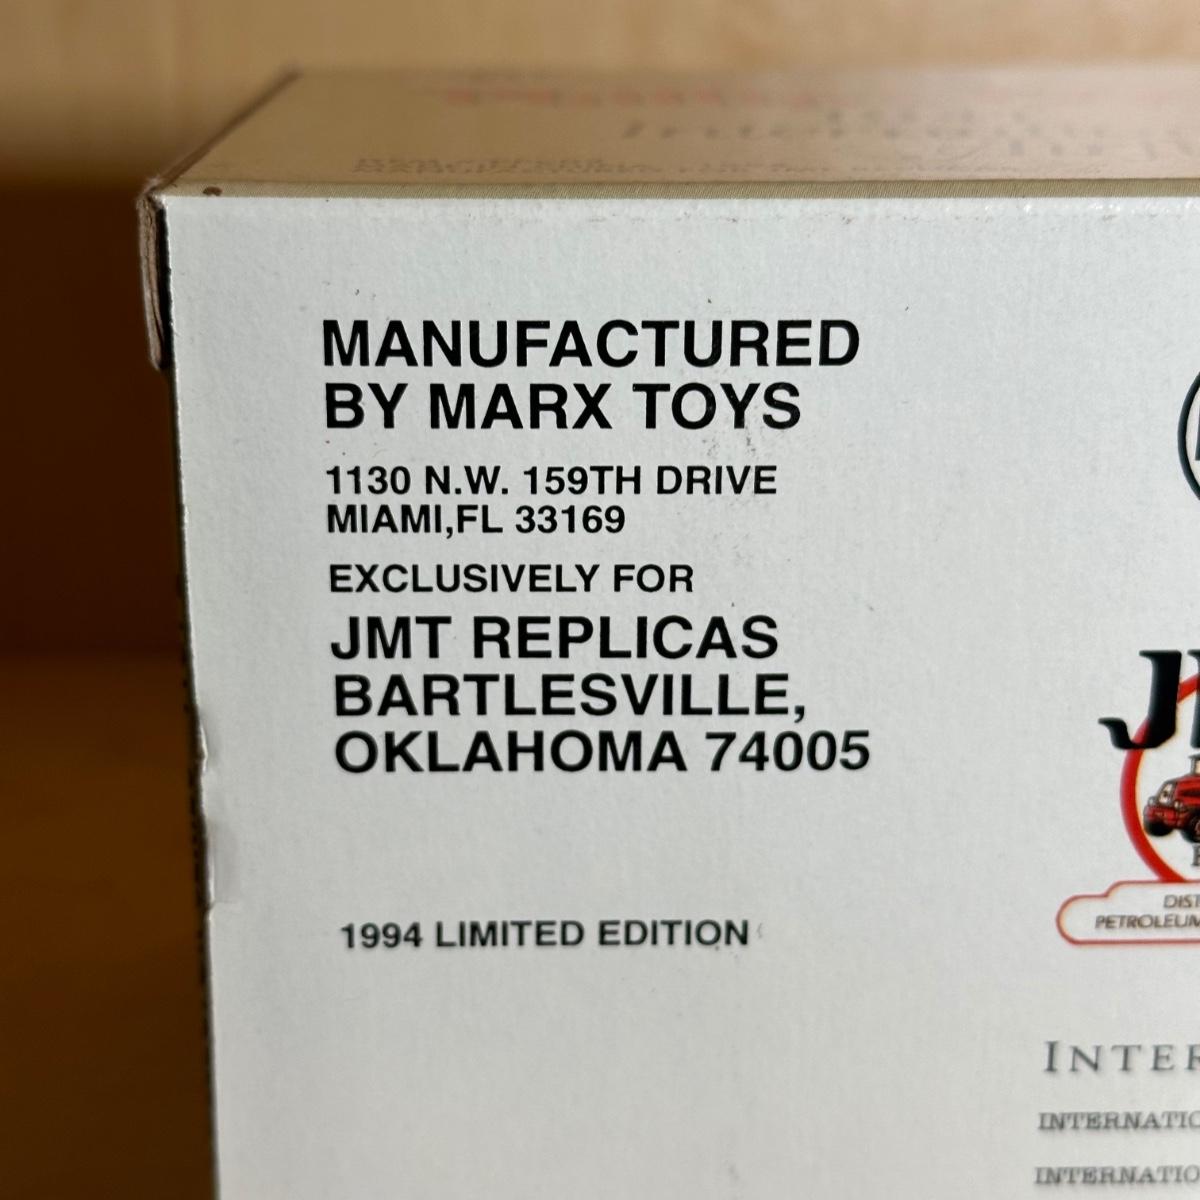 MANUFACTURED
BY MARX TOYS
1130 N.W. 159TH DRIVE
MIAMI,FL 33169
EXCLUSIVELY FOR
JMT REPLICAS
BARTLESVILLE,
OKLAHOMA 74005
1994 LIMITED EDITION